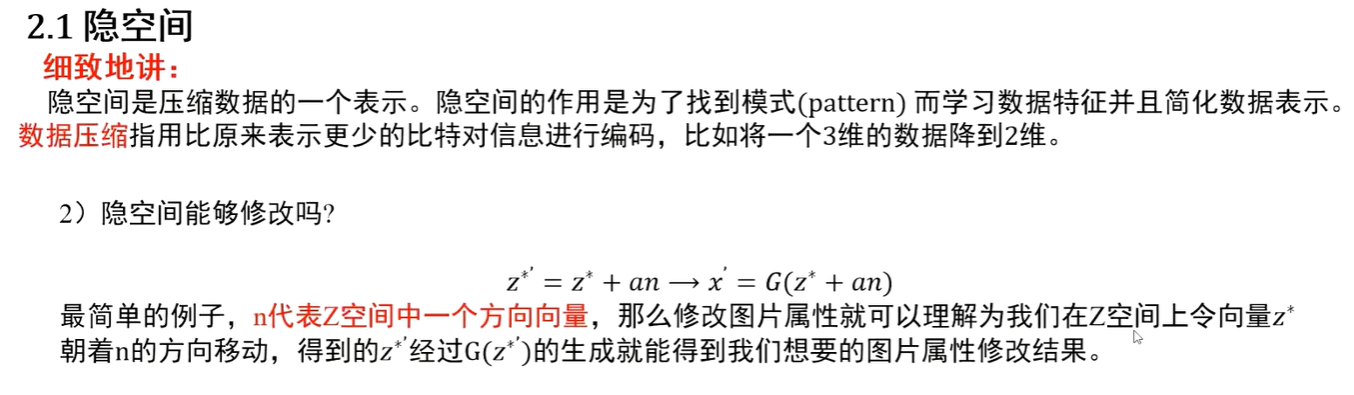 2.1 隐空间
细致地讲：
隐空间是压缩数据的一个表示。隐空间的作用是为了找到模式(pattern) 而学习数据特征并且简化数据表示。
数据压缩指用比原来表示更少的比特对信息进行编码，比如将一个3维的数据降到2维。
2）隐空间能够修改吗?
z*′ = z* + an → x′ = G(z* + an)
最简单的例子，n代表Z空间中一个方向向量，那么修改图片属性就可以理解为我们在Z空间上令向量z*
朝着n的方向移动，得到的z*′经过G(z*′)的生成就能得到我们想要的图片属性修改结果。